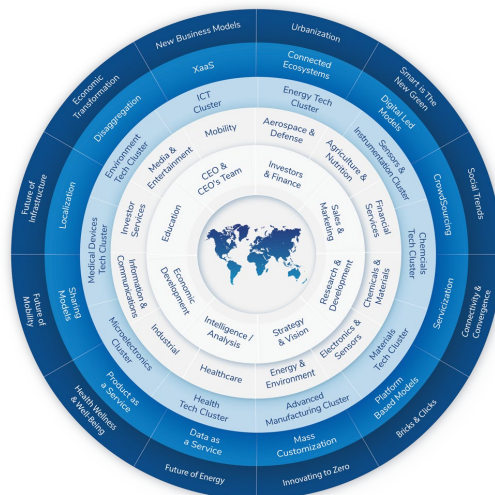 New Business Models
Urbanization
Smart is The
New Green
Social Trends
Connectivity &
Convergence
Bricks & Clicks
Innovating to Zero
Future of Energy
Health Wellness
& Well-Being
Future of
Mobility
Future of
Infrastructure
Economic
Transformation
XaaS
Connected
Ecosystems
Digital Led
Models
CrowdSourcing
Servicization
Platform
Based Models
Mass
Customization
Data as
a Service
Product as
a Service
Sharing
Models
Localization
Disaggregation
ICT
Cluster
Energy Tech
Cluster
Sensors &
Instrumentation Cluster
Chemcials
Tech Cluster
Materials
Tech Cluster
Advanced
Manufacturing Cluster
Health
Tech Cluster
Microelectronics
Cluster
Medical Devices
Tech Cluster
Environment
Tech Cluster
Mobility
Aerospace &
Defense
Agriculture &
Nutrition
Financial
Services
Chemicals &
Materials
Electronics &
Sensors
Energy &
Environment
Healthcare
Industrial
Information &
Communications
Investor
Services
Media &
Entertainment
CEO &
CEO's Team
Investors
& Finance
Sales &
Marketing
Research &
Development
Strategy
& Vision
Intelligence /
Analysis
Economic
Development
Education